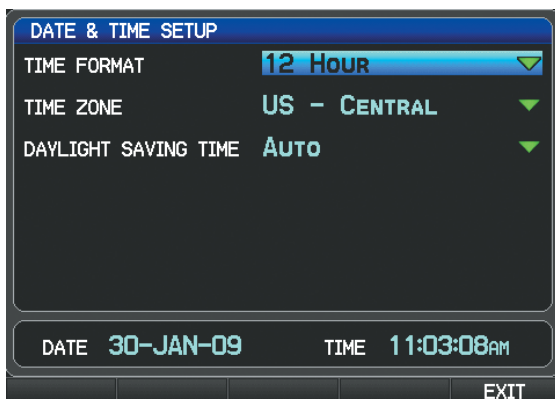 DATE & TIME SETUP
TIME FORMAT 12 HOUR
TIME ZONE US - CENTRAL
DAYLIGHT SAVING TIME AUTO
DATE 30-JAN-09 TIME 11:03:08AM
EXIT